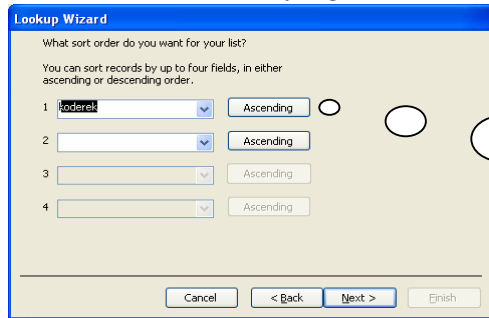 Lookup Wizard
What sort order do you want for your list?
You can sort records by up to four fields, in either
ascending or descending order.
1 koderek Ascending
2 Ascending
3 Ascending
4 Ascending
Cancel < Back Next > Finish